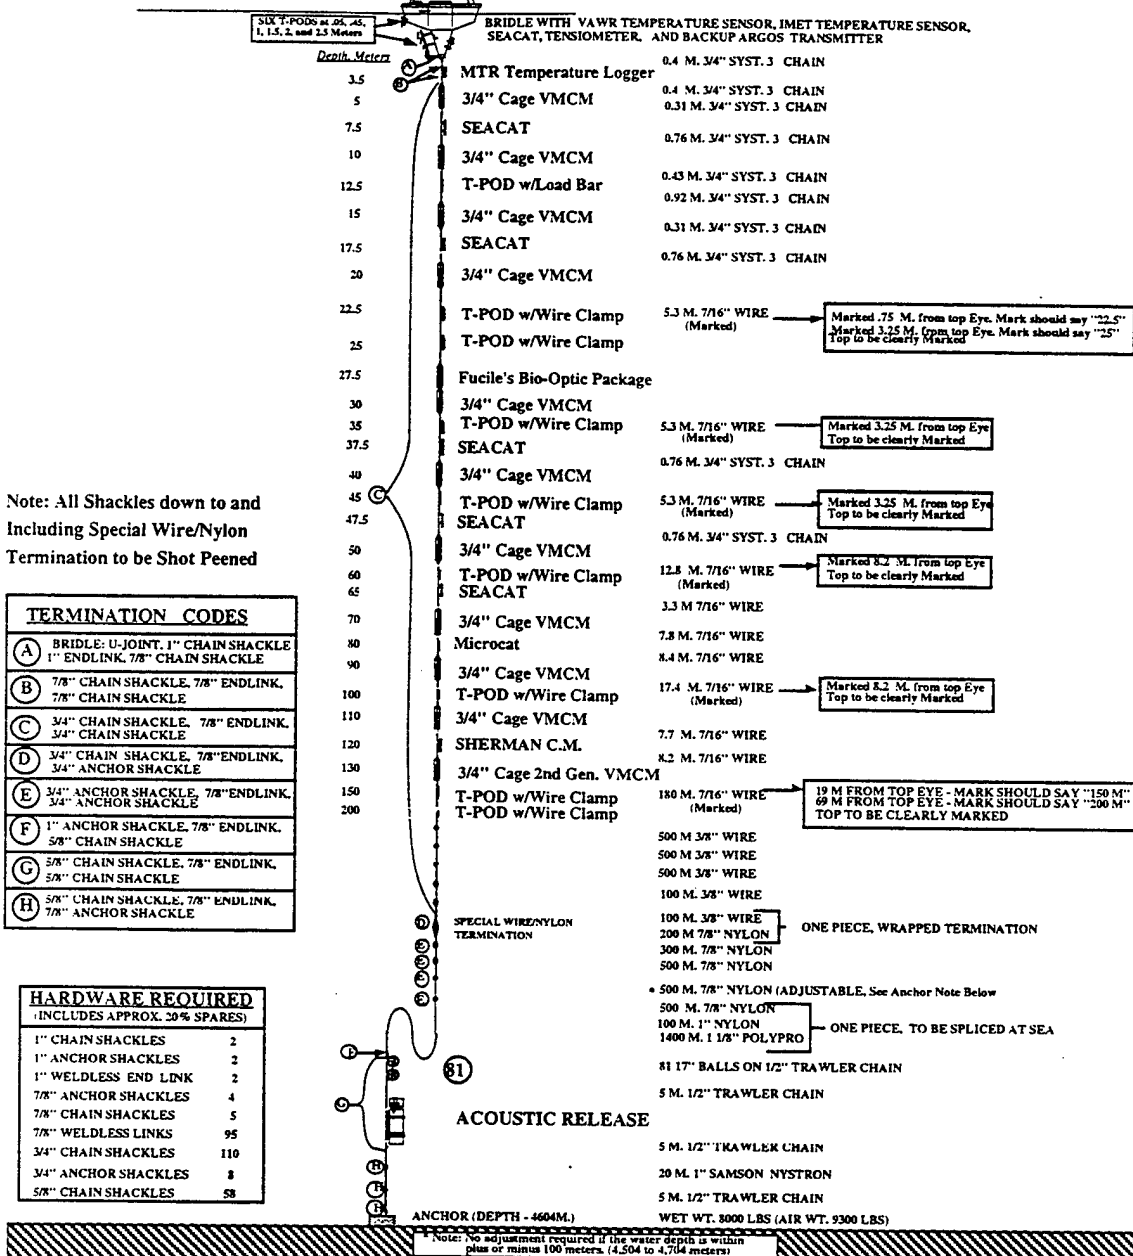 SIX T-PODS at .05, .45,
1, 1.5, 2, and 2.5 Meters
BRIDLE WITH VAWR TEMPERATURE SENSOR, IMET TEMPERATURE SENSOR,
SEACAT, TENSIOMETER, AND BACKUP ARGOS TRANSMITTER
Depth, Meters
A
0.4 M. 3/4" SYST. 3 CHAIN
3.5 B MTR Temperature Logger
0.4 M. 3/4" SYST. 3 CHAIN
5 3/4" Cage VMCM
0.31 M. 3/4" SYST. 3 CHAIN
7.5 SEACAT
0.76 M. 3/4" SYST. 3 CHAIN
10 3/4" Cage VMCM
0.43 M. 3/4" SYST. 3 CHAIN
12.5 T-POD w/Load Bar
0.92 M. 3/4" SYST. 3 CHAIN
15 3/4" Cage VMCM
0.31 M. 3/4" SYST. 3 CHAIN
17.5 SEACAT
0.76 M. 3/4" SYST. 3 CHAIN
20 3/4" Cage VMCM
22.5 T-POD w/Wire Clamp 5.3 M. 7/16" WIRE
(Marked)
Marked .75 M. from top Eye. Mark should say "22.5"
Marked 3.25 M. from top Eye. Mark should say "25"
Top to be clearly Marked
25 T-POD w/Wire Clamp
27.5 Fucile's Bio-Optic Package
30 3/4" Cage VMCM
35 T-POD w/Wire Clamp 5.3 M. 7/16" WIRE
(Marked)
Marked 3.25 M. from top Eye
Top to be clearly Marked
37.5 SEACAT
0.76 M. 3/4" SYST. 3 CHAIN
40 3/4" Cage VMCM
C
45 T-POD w/Wire Clamp 5.3 M. 7/16" WIRE
(Marked)
Marked 3.25 M. from top Eye
Top to be clearly Marked
47.5 SEACAT
0.76 M. 3/4" SYST. 3 CHAIN
50 3/4" Cage VMCM
60 T-POD w/Wire Clamp 12.8 M. 7/16" WIRE
(Marked)
Marked 8.2 M. from top Eye
Top to be clearly Marked
65 SEACAT
3.3 M 7/16" WIRE
70 3/4" Cage VMCM
7.8 M. 7/16" WIRE
80 Microcat
8.4 M. 7/16" WIRE
90 3/4" Cage VMCM
100 T-POD w/Wire Clamp 17.4 M. 7/16" WIRE
(Marked)
Marked 8.2 M. from top Eye
Top to be clearly Marked
110 3/4" Cage VMCM
7.7 M. 7/16" WIRE
120 SHERMAN C.M.
8.2 M. 7/16" WIRE
130 3/4" Cage 2nd Gen. VMCM
150 T-POD w/Wire Clamp 180 M. 7/16" WIRE
(Marked)
19 M FROM TOP EYE - MARK SHOULD SAY "150 M"
69 M FROM TOP EYE - MARK SHOULD SAY "200 M"
TOP TO BE CLEARLY MARKED
200 T-POD w/Wire Clamp
500 M 3/8" WIRE
500 M 3/8" WIRE
500 M 3/8" WIRE
100 M. 3/8" WIRE
D SPECIAL WIRE/NYLON
TERMINATION
100 M. 3/8" WIRE
200 M 7/8" NYLON
ONE PIECE, WRAPPED TERMINATION
E
300 M. 7/8" NYLON
E
500 M. 7/8" NYLON
E
E
* 500 M. 7/8" NYLON (ADJUSTABLE, See Anchor Note Below
500 M. 7/8" NYLON
100 M. 1" NYLON
1400 M. 1 1/8" POLYPRO
ONE PIECE, TO BE SPLICED AT SEA
F
81
81 17" BALLS ON 1/2" TRAWLER CHAIN
5 M. 1/2" TRAWLER CHAIN
G
ACOUSTIC RELEASE
5 M. 1/2" TRAWLER CHAIN
H
20 M. 1" SAMSON NYSTRON
H
5 M. 1/2" TRAWLER CHAIN
H
ANCHOR (DEPTH - 4604M.) WET WT. 8000 LBS (AIR WT. 9300 LBS)
* Note: No adjustment required if the water depth is within
plus or minus 100 meters. (4,504 to 4,704 meters)
Note: All Shackles down to and
Including Special Wire/Nylon
Termination to be Shot Peened
TERMINATION CODES
A BRIDLE: U-JOINT, 1" CHAIN SHACKLE
1" ENDLINK, 7/8" CHAIN SHACKLE
B 7/8" CHAIN SHACKLE, 7/8" ENDLINK,
7/8" CHAIN SHACKLE
C 3/4" CHAIN SHACKLE, 7/8" ENDLINK,
3/4" CHAIN SHACKLE
D 3/4" CHAIN SHACKLE, 7/8" ENDLINK,
3/4" ANCHOR SHACKLE
E 3/4" ANCHOR SHACKLE, 7/8" ENDLINK,
3/4" ANCHOR SHACKLE
F 1" ANCHOR SHACKLE, 7/8" ENDLINK,
5/8" CHAIN SHACKLE
G 5/8" CHAIN SHACKLE, 7/8" ENDLINK,
5/8" CHAIN SHACKLE
H 5/8" CHAIN SHACKLE, 7/8" ENDLINK,
7/8" ANCHOR SHACKLE
HARDWARE REQUIRED
(INCLUDES APPROX. 20% SPARES)
1" CHAIN SHACKLES 2
1" ANCHOR SHACKLES 2
1" WELDLESS END LINK 2
7/8" ANCHOR SHACKLES 4
7/8" CHAIN SHACKLES 5
7/8" WELDLESS LINKS 95
3/4" CHAIN SHACKLES 110
3/4" ANCHOR SHACKLES 8
5/8" CHAIN SHACKLES 58